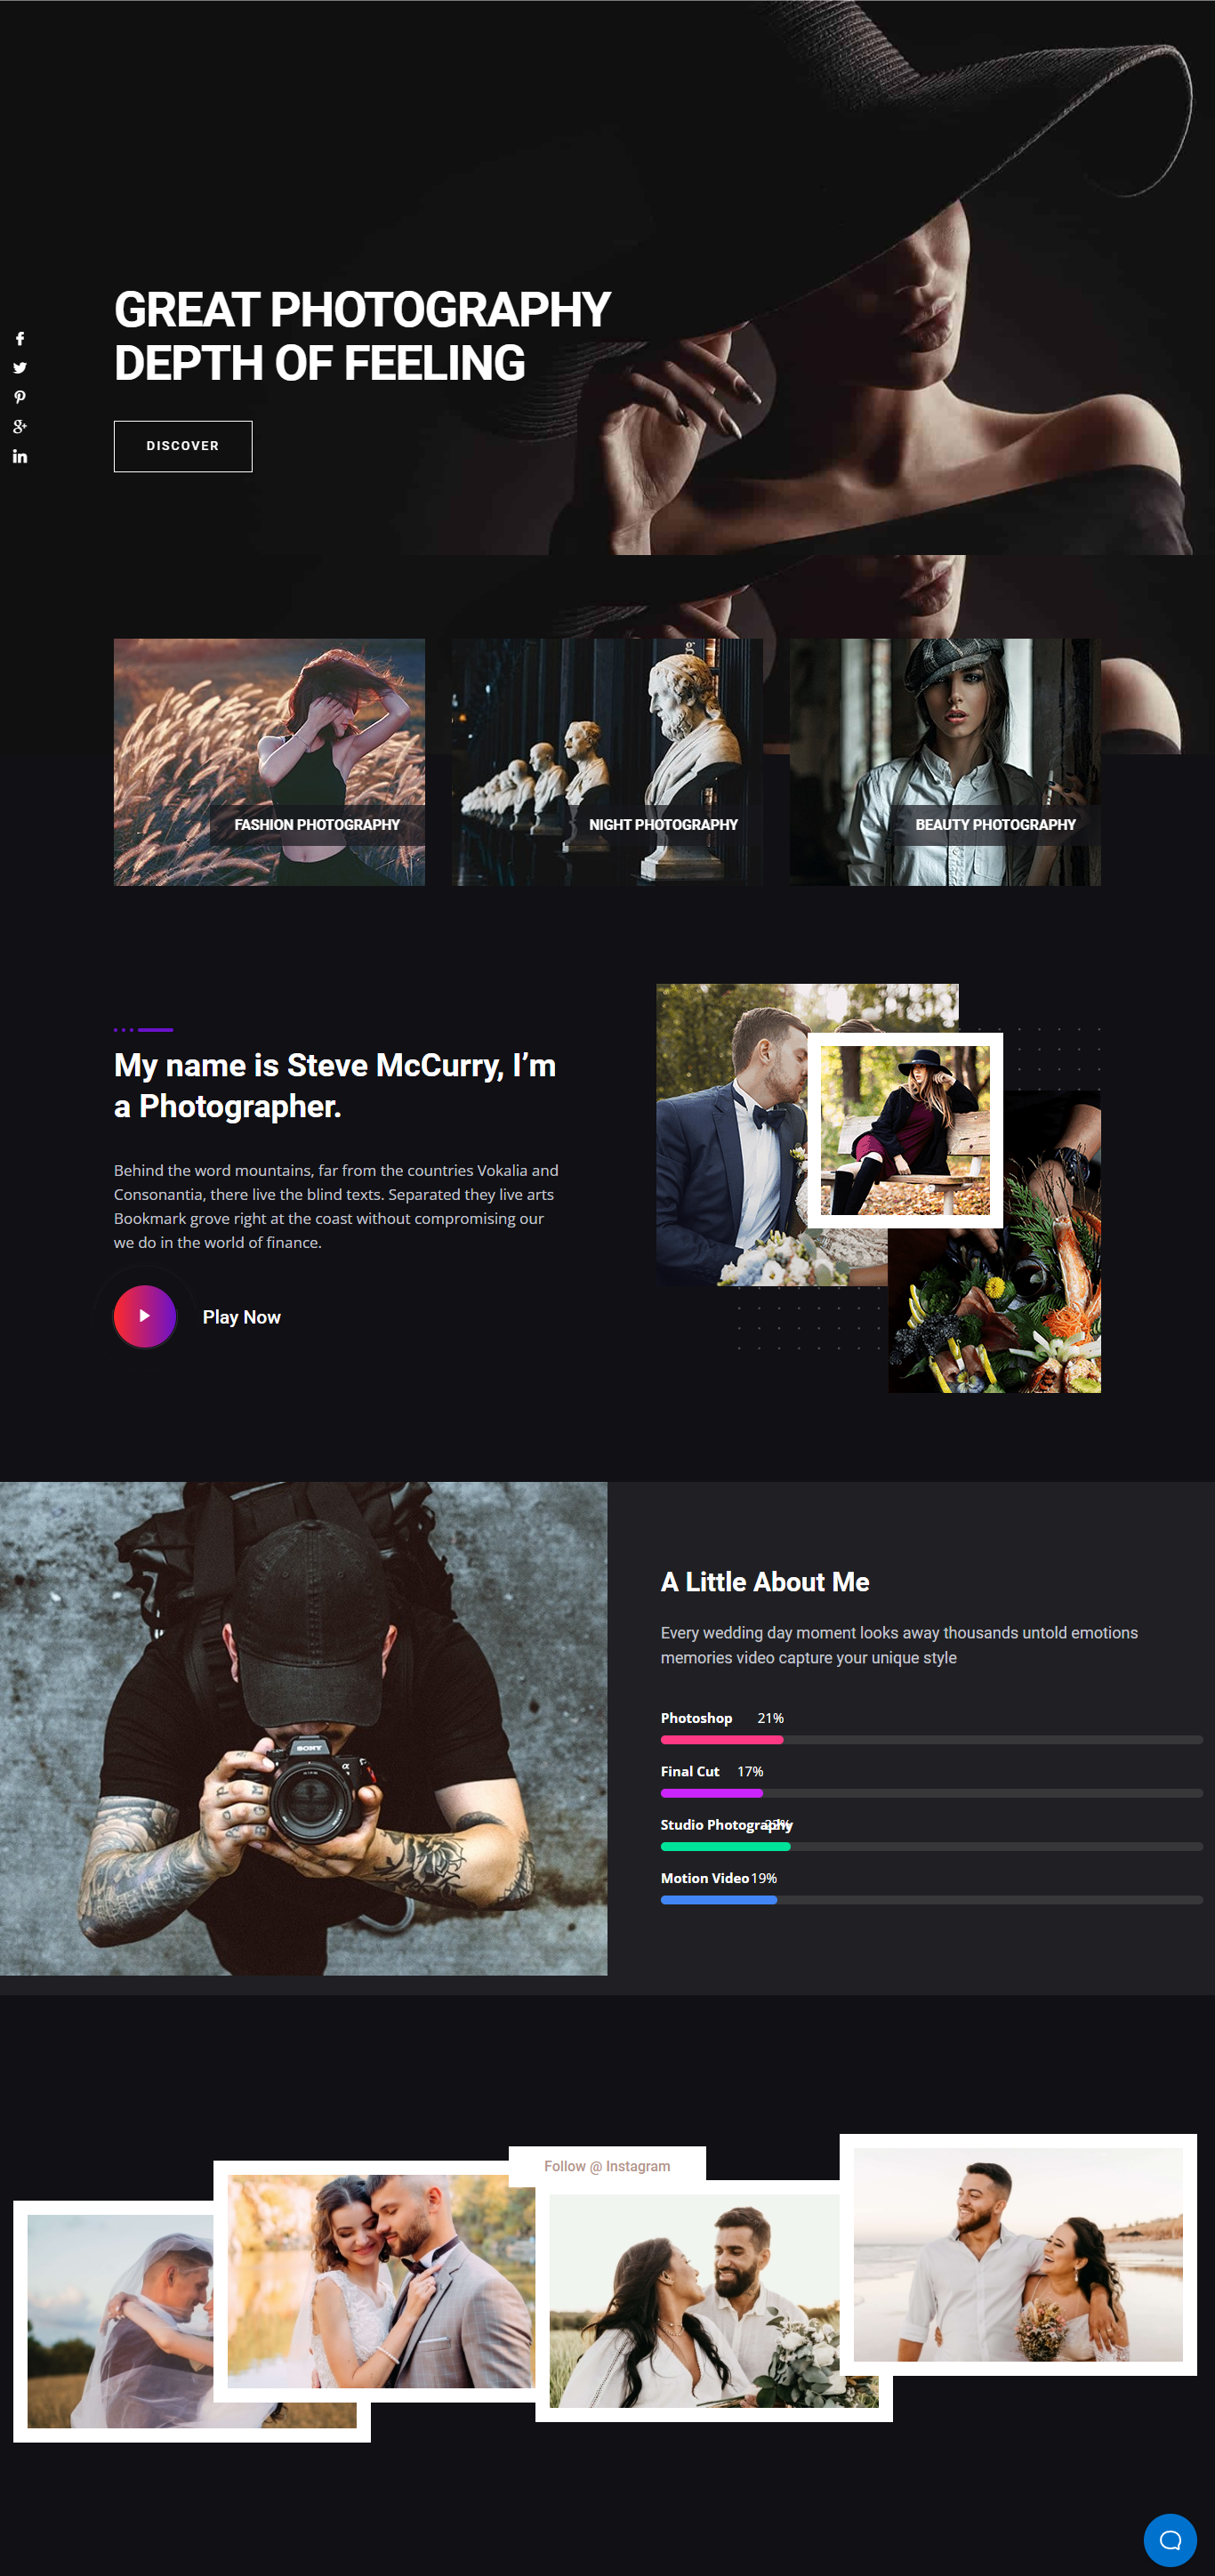 GREAT PHOTOGRAPHY
DEPTH OF FEELING
DISCOVER
FASHION PHOTOGRAPHY
NIGHT PHOTOGRAPHY
BEAUTY PHOTOGRAPHY
My name is Steve McCurry, I’m
a Photographer.
Behind the word mountains, far from the countries Vokalia and
Consonantia, there live the blind texts. Separated they live arts
Bookmark grove right at the coast without compromising our
we do in the world of finance.
Play Now
SONY
A Little About Me
Every wedding day moment looks away thousands untold emotions
memories video capture your unique style
Photoshop 21%
Final Cut 17%
Studio Photography
Motion Video 19%
Follow @ Instagram